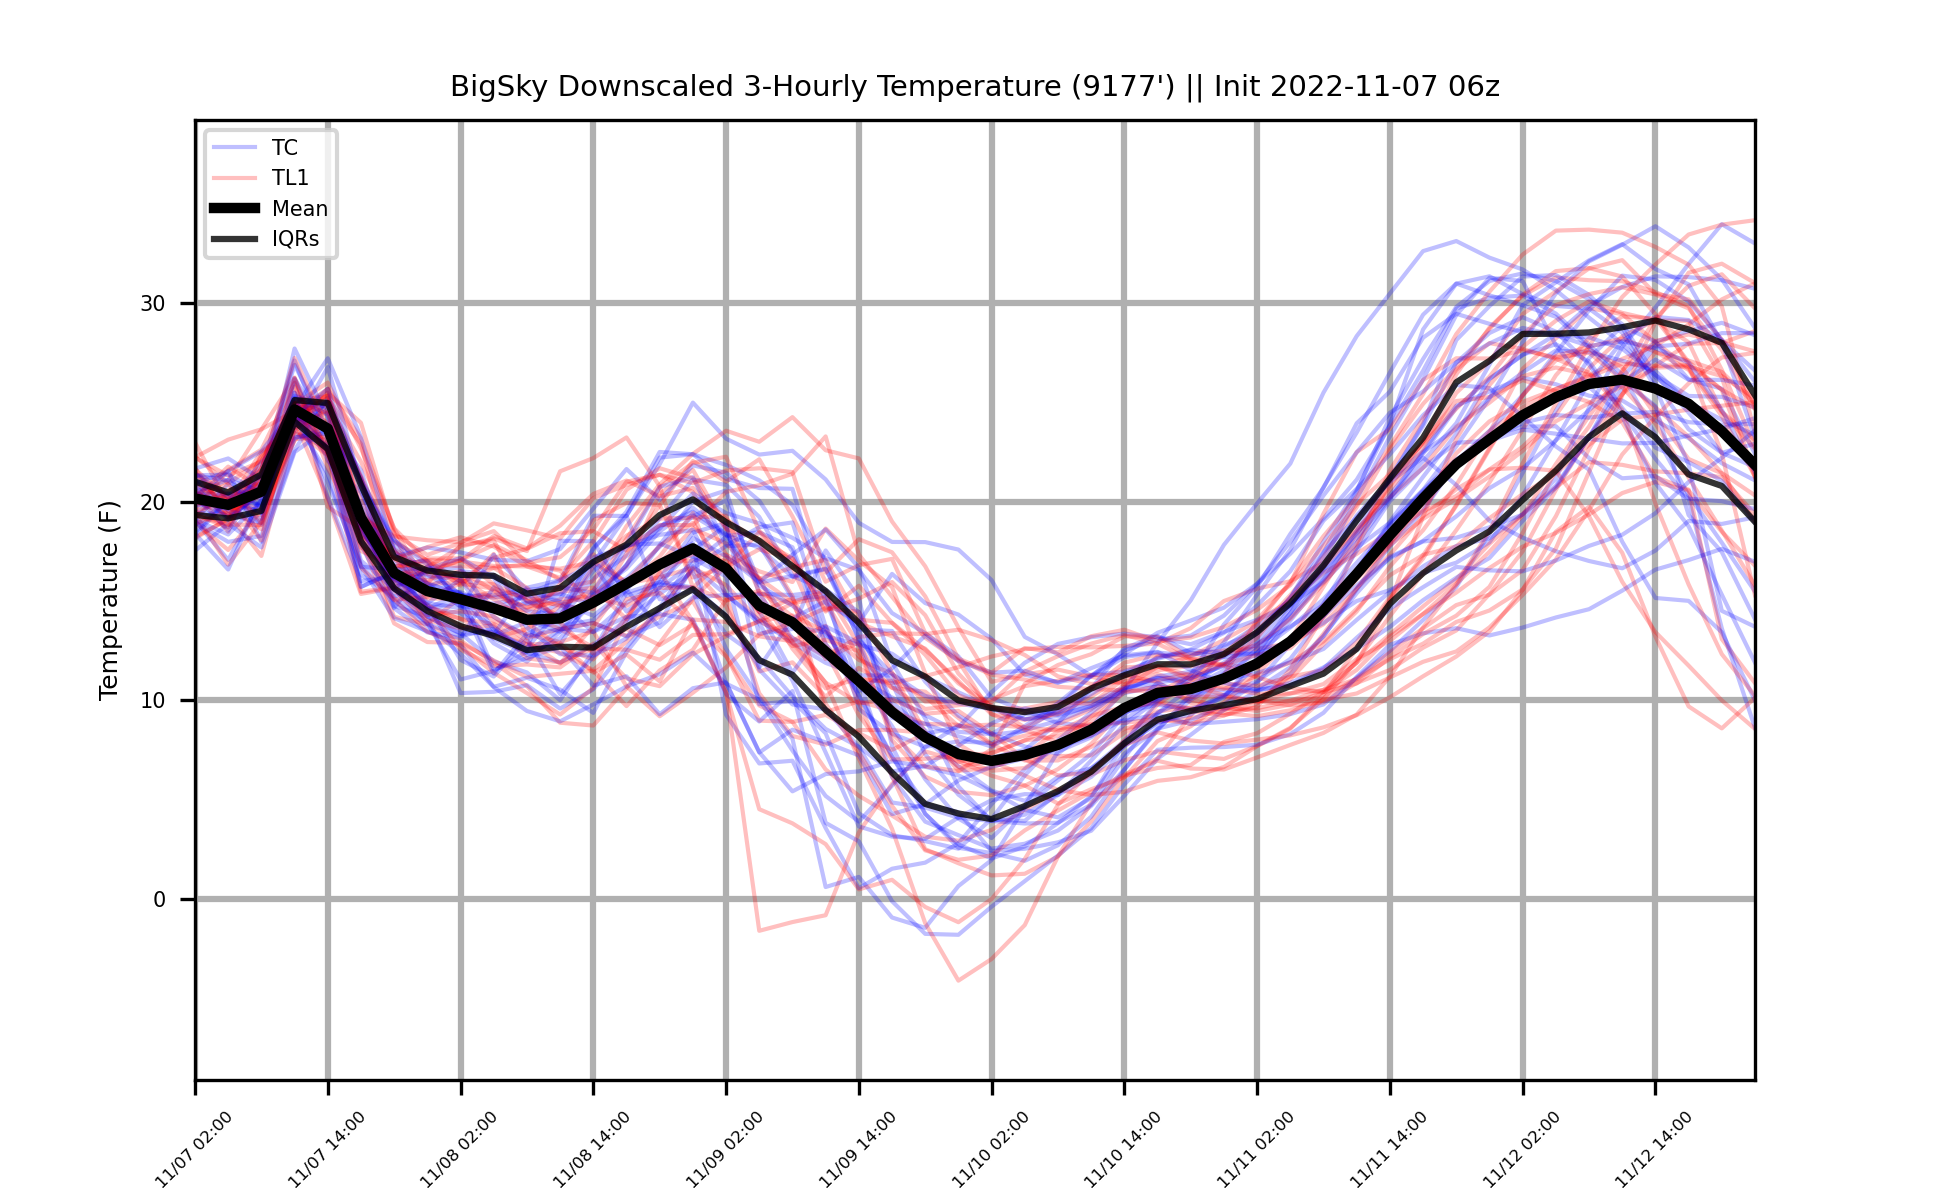 BigSky Downscaled 3-Hourly Temperature (9177') || Init 2022-11-07 06z
TC
TL1
Mean
IQRs
Temperature (F)
30
20
10
0
11/07 02:00
11/07 14:00
11/08 02:00
11/08 14:00
11/09 02:00
11/09 14:00
11/10 02:00
11/10 14:00
11/11 02:00
11/11 14:00
11/12 02:00
11/12 14:00